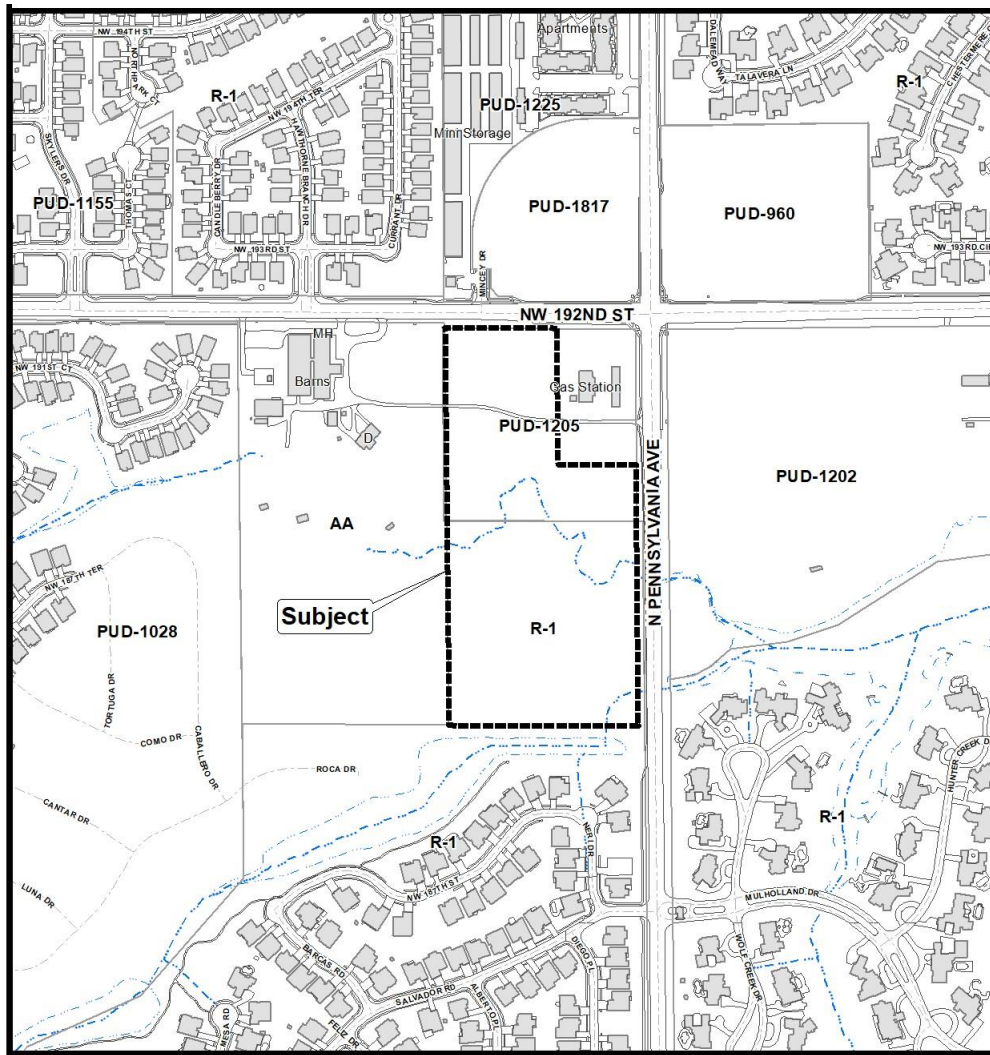 NW 194TH ST
NORTH PARK CT
R-1
NW 194TH TER
HAWTHORNE BRANCH DR
SKYLERS DR
PUD-1155
THOMAS CT
CANDLEBERRY DR
CURRANT DR
NW 193RD ST
Apartments
PUD-1225
Mini Storage
MINCEY DR
PUD-1817
DALEMEAD WAY
TALAVERA LN
R-1
CHESTERMERE
PUD-960
NW 193RD CIR
NW 192ND ST
NW 191ST CT
MH
Barns
D
Gas Station
PUD-1205
N PENNSYLVANIA AVE
PUD-1202
AA
Subject
R-1
NW 187TH TER
PUD-1028
TORTUGA DR
COMO DR
CABALLERO DR
ROCA DR
CANTAR DR
LUNA DR
R-1
NERI DR
NW 187TH ST
BARCAS RD
SALVADOR RD
DIEGO PL
ALBERTO PL
FELIZ DR
MESA RD
MULHOLLAND DR
WOLF CREEK DR
HUNTER CREEK D
R-1